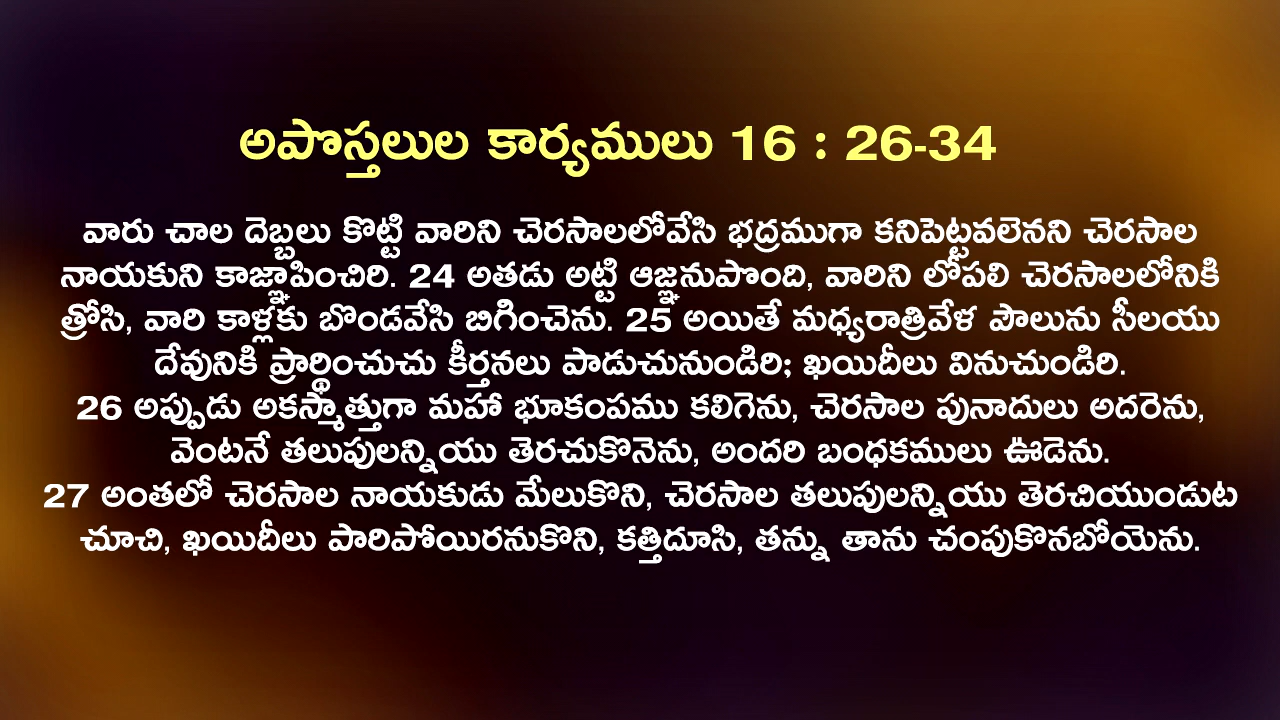 అపొస్తలుల కార్యములు 16 : 26-34
వారు చాల దెబ్బలు కొట్టి వారిని చెరసాలలోవేసి భద్రముగా కనిపెట్టవలెనని చెరసాల
నాయకుని కాజ్ఞాపించిరి. 24 అతడు అట్టి ఆజ్ఞనుపొంది, వారిని లోపలి చెరసాలలోనికి
త్రోసి, వారి కాళ్లకు బొండవేసి బిగించెను. 25 అయితే మధ్యరాత్రివేళ పౌలును సీలయు
దేవునికి ప్రార్థించుచు కీర్తనలు పాడుచునుండిరి; ఖయిదీలు వినుచుండిరి.
26 అప్పుడు అకస్మాత్తుగా మహా భూకంపము కలిగెను, చెరసాల పునాదులు అదరెను,
వెంటనే తలుపులన్నియు తెరచుకొనెను, అందరి బంధకములు ఊడెను.
27 అంతలో చెరసాల నాయకుడు మేలుకొని, చెరసాల తలుపులన్నియు తెరచియుండుట
చూచి, ఖయిదీలు పారిపోయిరనుకొని, కత్తిదూసి, తన్ను తాను చంపుకొనబోయెను.